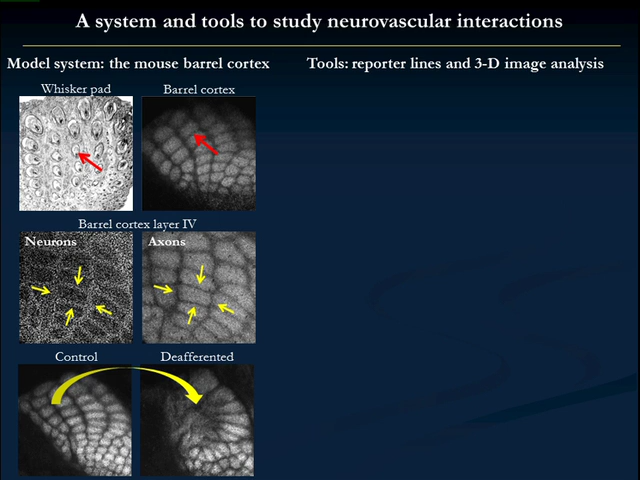 A system and tools to study neurovascular interactions
Model system: the mouse barrel cortex
Tools: reporter lines and 3-D image analysis
Whisker pad
Barrel cortex
Barrel cortex layer IV
Neurons
Axons
Control
Deafferented